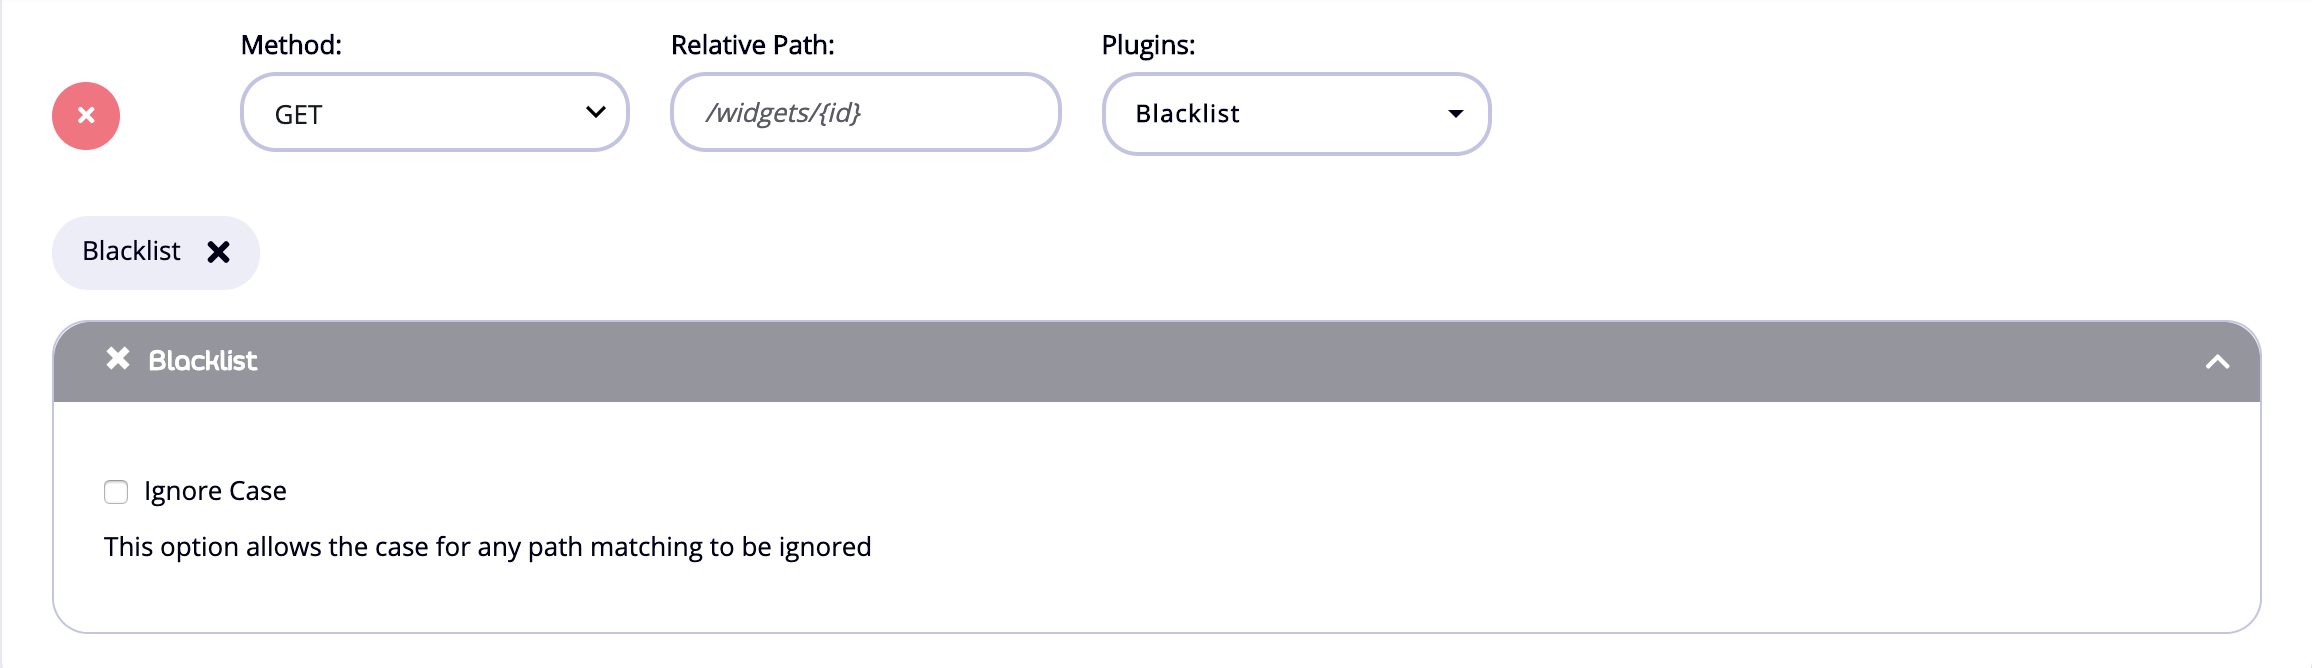 Method: Relative Path: Plugins:
GET /widgets/{id} Blacklist
Blacklist
Blacklist
Ignore Case
This option allows the case for any path matching to be ignored